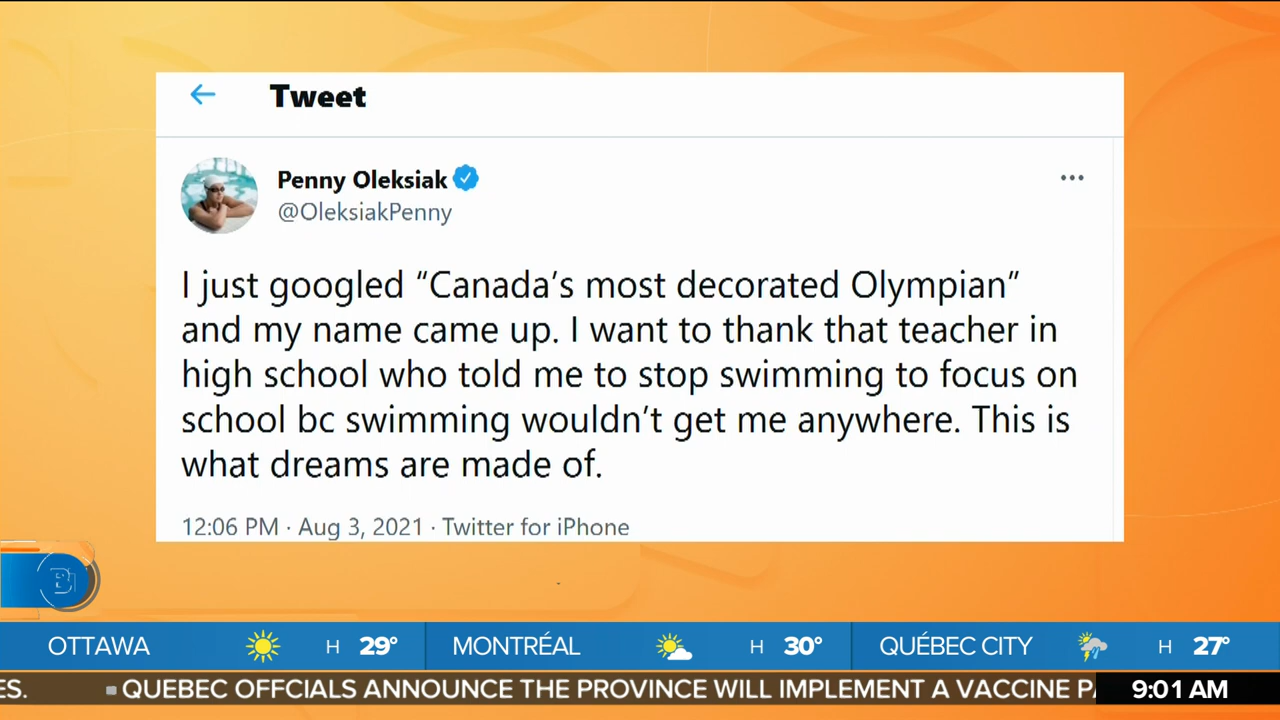 Tweet
Penny Oleksiak
@OleksiakPenny
I just googled “Canada’s most decorated Olympian”
and my name came up. I want to thank that teacher in
high school who told me to stop swimming to focus on
school bc swimming wouldn’t get me anywhere. This is
what dreams are made of.
12:06 PM · Aug 3, 2021 · Twitter for iPhone
OTTAWA H 29° MONTRÉAL H 30° QUÉBEC CITY H 27°
ES. QUEBEC OFFCIALS ANNOUNCE THE PROVINCE WILL IMPLEMENT A VACCINE 9:01 AM